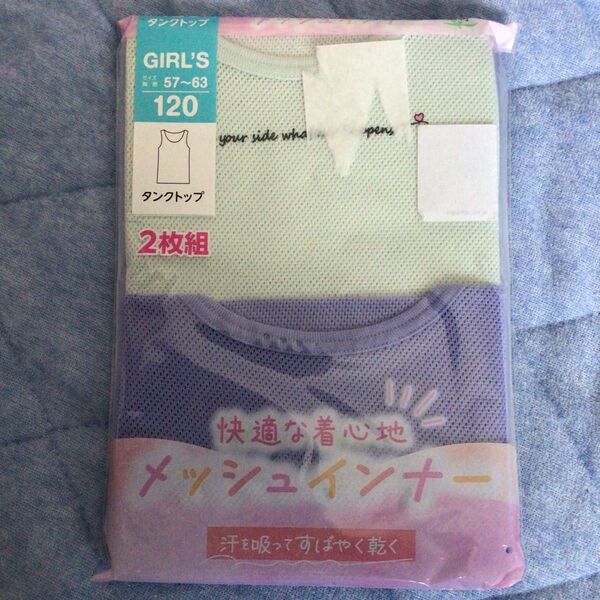 タンクトップ
GIRL'S
サイズ
胸囲 57〜63
120
your side
タンクトップ
2枚組
快適な着心地
メッシュインナー
汗を吸ってすばやく乾く